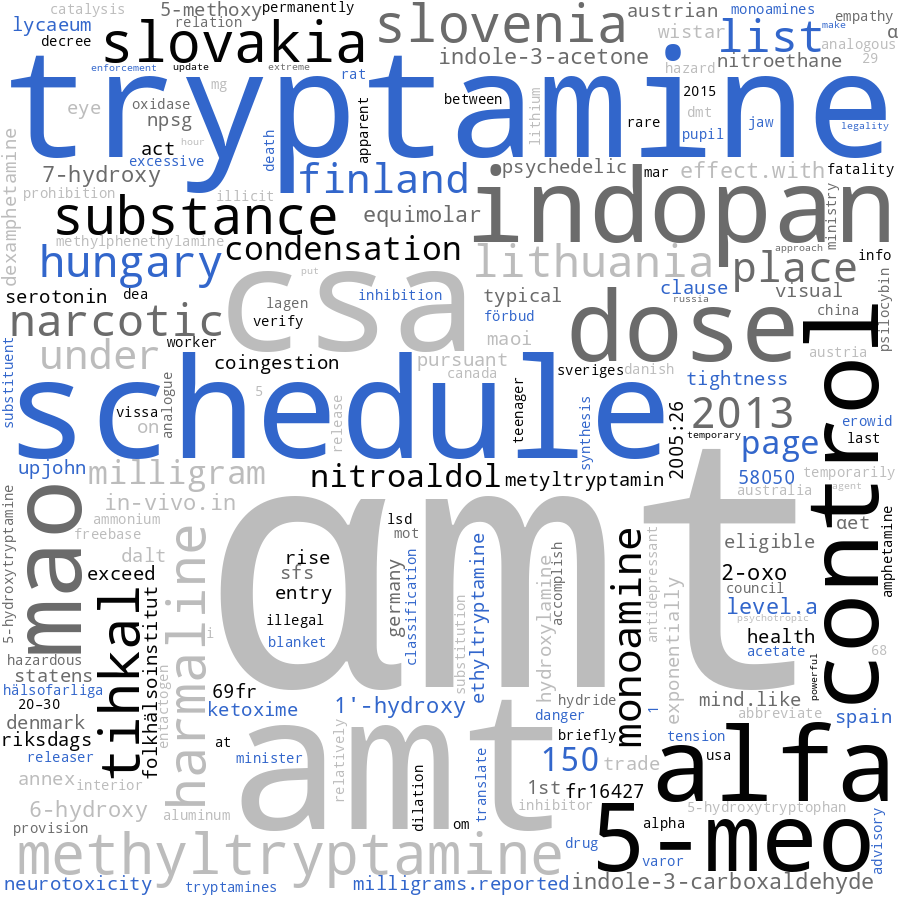 catalysis
5-methoxy
permanently
slovenia
austrian
monoamines
make
empathy
lycaeum
relation
slovakia
wistar
list
α
decree
indole-3-acetone
analogous
nitroethane
29
enforcement
update
extreme
rat
hazard
tryptamine
mg
eye
oxidase
npsg
between
lithium
2015
dmt
rare
pupil
jaw
legality
act
hour
death
apparent
excessive
dexamphetamine
7-hydroxy
finland
psychedelic
mar
effect.with
fatality
prohibition
illicit
indopan
ministry
substance
equimolar
methylphenethylamine
condensation
approach
info
hungary
put
lithuania
place
csa
clause
visual
psilocybin
serotonin
dea
lagen
inhibition
typical
russia
china
narcotic
verify
förbud
dose
control
worker
maoi
substituent
under
coingestion
pursuant
austria
canada
sveriges
danish
tightness
schedule
5
vissa
analogue
on
release
teenager
synthesis
2005:26
2013
erowid
temporary
page
last
upjohn
milligram
nitroaldol
metyltryptamin
58050
temporarily
agent
australia
in-vivo.in
αmt
ammonium
freebase
lsd
mot
αet
amphetamine
5-hydroxytryptamine
mao
dalt
harmaline
rise
sfs
exceed
entry
germany
classification
ethyltryptamine
hydroxylamine
accomplish
monoamine
antidepressant
eligible
2-oxo
council
level.a
psychotropic
tihkal
folkhälsoinstitut
illegal
blanket
i
substitution
exponentially
health
acetate
68
hazardous
statens
hälsofarliga
20–30
entactogen
69fr
ketoxime
1'-hydroxy
hydride
danger
1
mind.like
powerful
abbreviate
spain
denmark
riksdags
releaser
at
minister
amt
briefly
tension
usa
alfa
annex
interior
relatively
dilation
translate
150
trade
6-hydroxy
aluminum
1st
fr16427
inhibitor
5-hydroxytryptophan
provision
om
alpha
5-meo
advisory
methyltryptamine
drug
varor
neurotoxicity
tryptamines
milligrams.reported
indole-3-carboxaldehyde